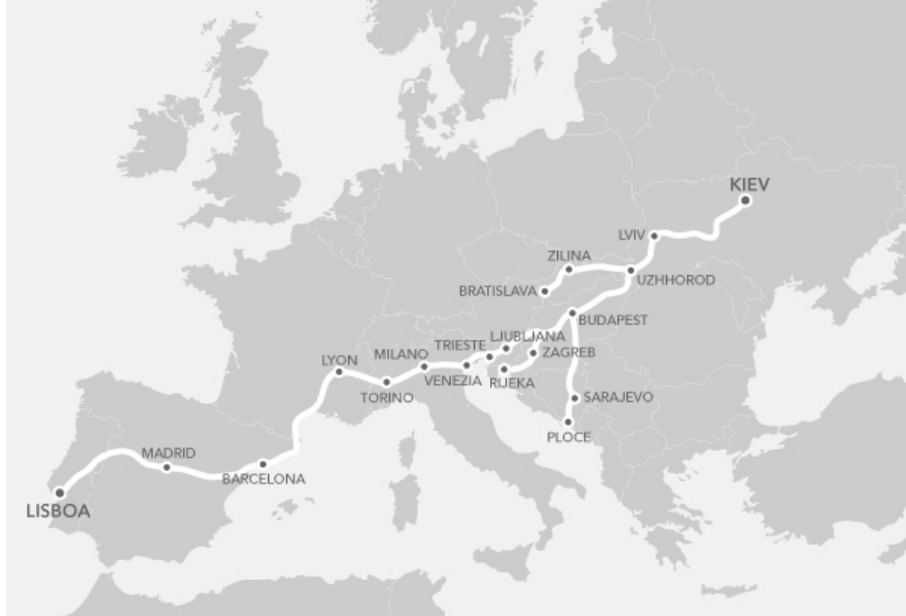 KIEV
LVIV
ZILINA
UZHHOROD
BRATISLAVA
BUDAPEST
LJUBLJANA
TRIESTE
ZAGREB
MILANO
LYON
VENEZIA
RIJEKA
TORINO
SARAJEVO
PLOCE
MADRID
BARCELONA
LISBOA